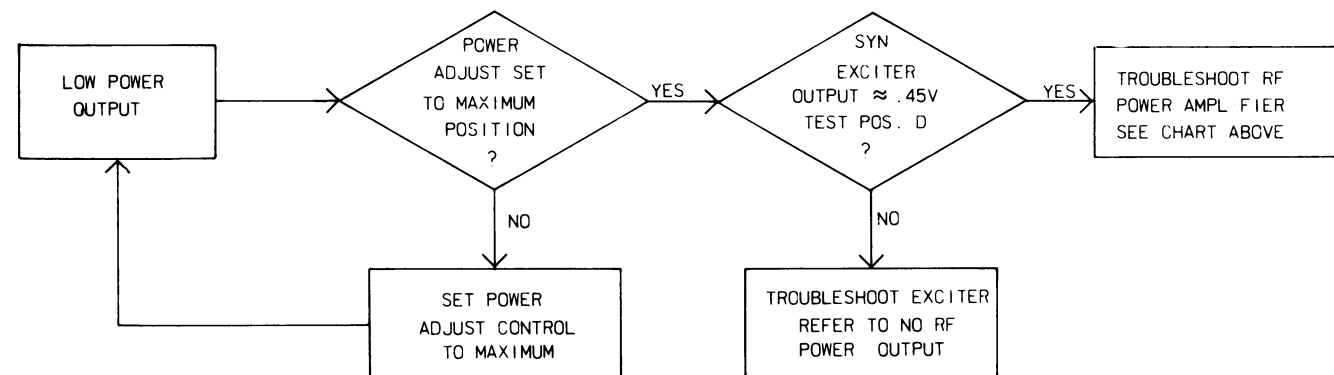 LOW POWER
OUTPUT
POWER
ADJUST SET
TO MAXIMUM
POSITION
?
YES
NO
SET POWER
ADJUST CONTROL
TO MAXIMUM
SYN
EXCITER
OUTPUT ≈ .45V
TEST POS. D
?
YES
NO
TROUBLESHOOT EXCITER
REFER TO NO RF
POWER OUTPUT
TROUBLESHOOT RF
POWER AMPL FIER
SEE CHART ABOVE